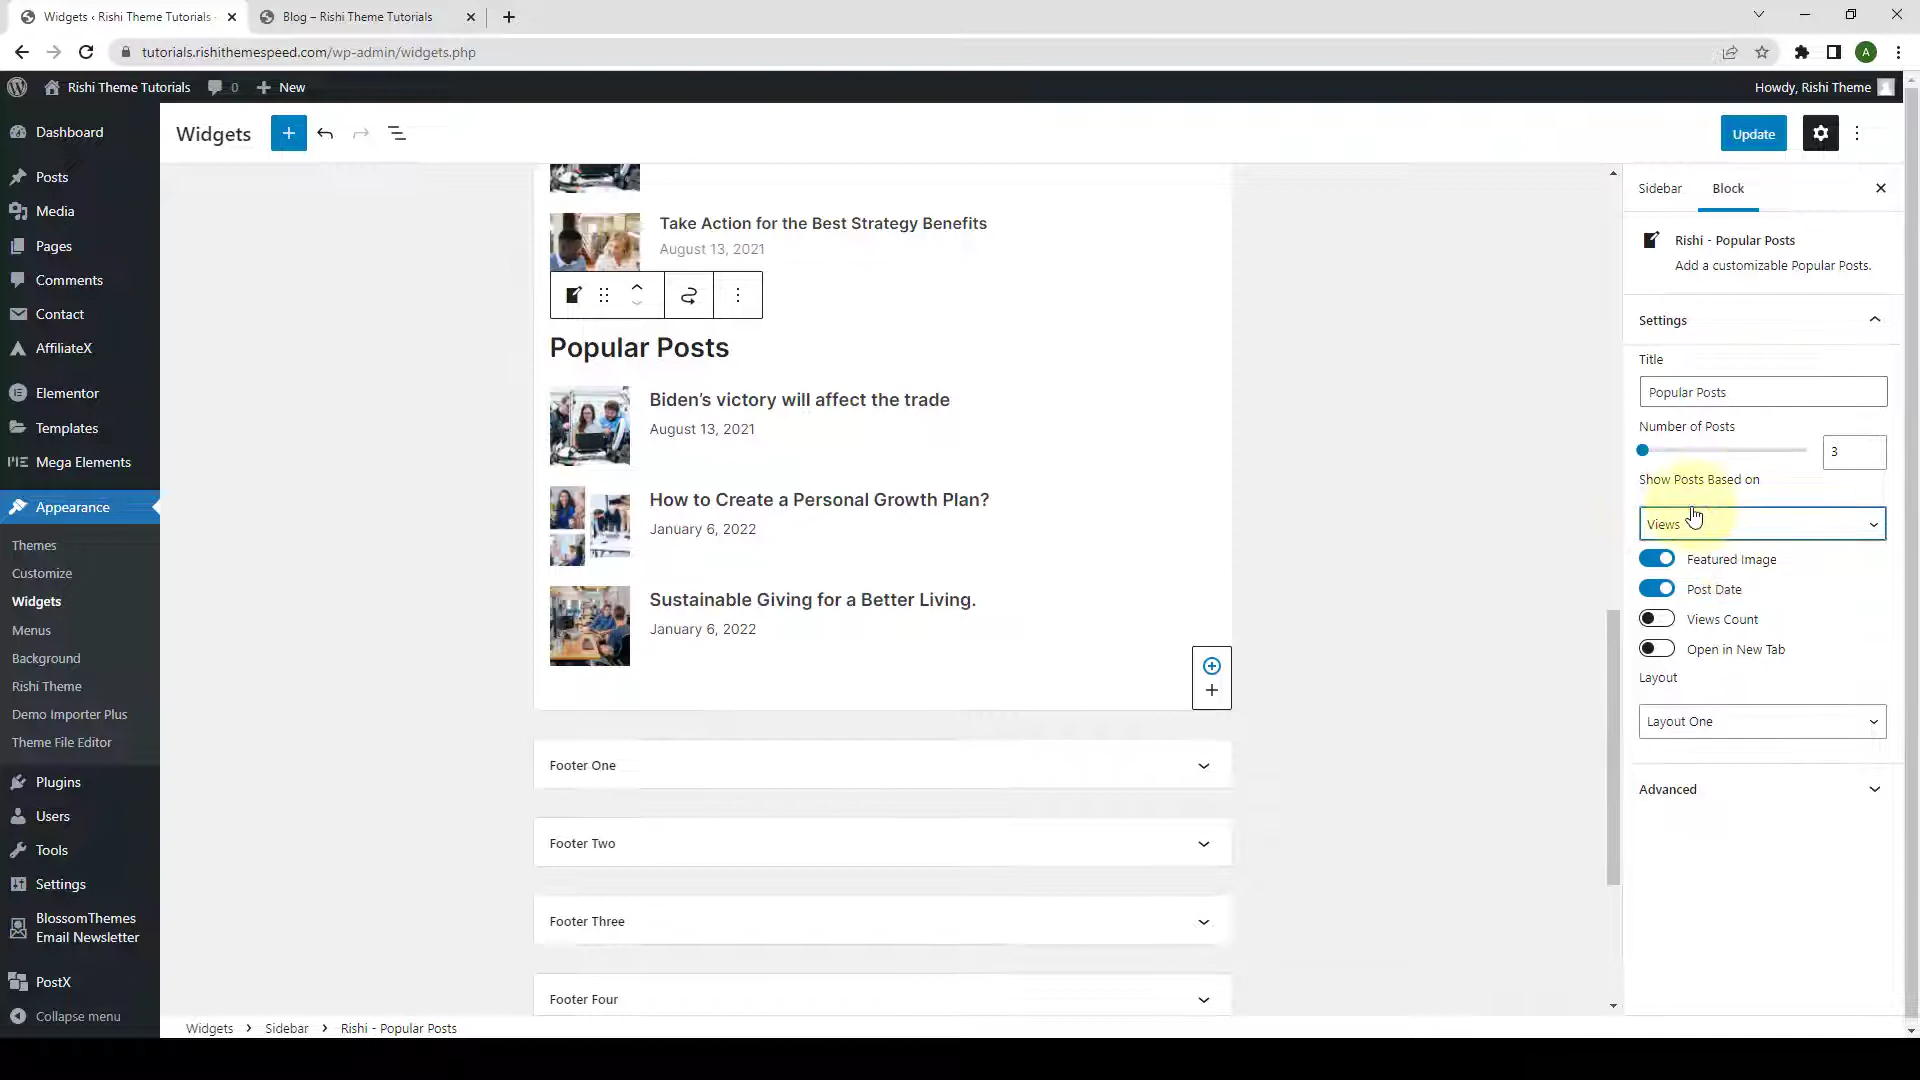 Widgets ‹ Rishi Theme Tutorials
Blog – Rishi Theme Tutorials
tutorials.rishithemespeed.com/wp-admin/widgets.php
A
Rishi Theme Tutorials
0
New
Howdy, Rishi Theme
Dashboard
Posts
Media
Pages
Comments
Contact
AffiliateX
Elementor
Templates
Mega Elements
Appearance
Themes
Customize
Widgets
Menus
Background
Rishi Theme
Demo Importer Plus
Theme File Editor
Plugins
Users
Tools
Settings
BlossomThemes
Email Newsletter
PostX
Collapse menu
Widgets
Update
Take Action for the Best Strategy Benefits
August 13, 2021
Popular Posts
Biden’s victory will affect the trade
August 13, 2021
How to Create a Personal Growth Plan?
January 6, 2022
Sustainable Giving for a Better Living.
January 6, 2022
Footer One
Footer Two
Footer Three
Footer Four
Widgets > Sidebar > Rishi - Popular Posts
Sidebar
Block
Rishi - Popular Posts
Add a customizable Popular Posts.
Settings
Title
Popular Posts
Number of Posts
3
Show Posts Based on
Views
Featured Image
Post Date
Views Count
Open in New Tab
Layout
Layout One
Advanced